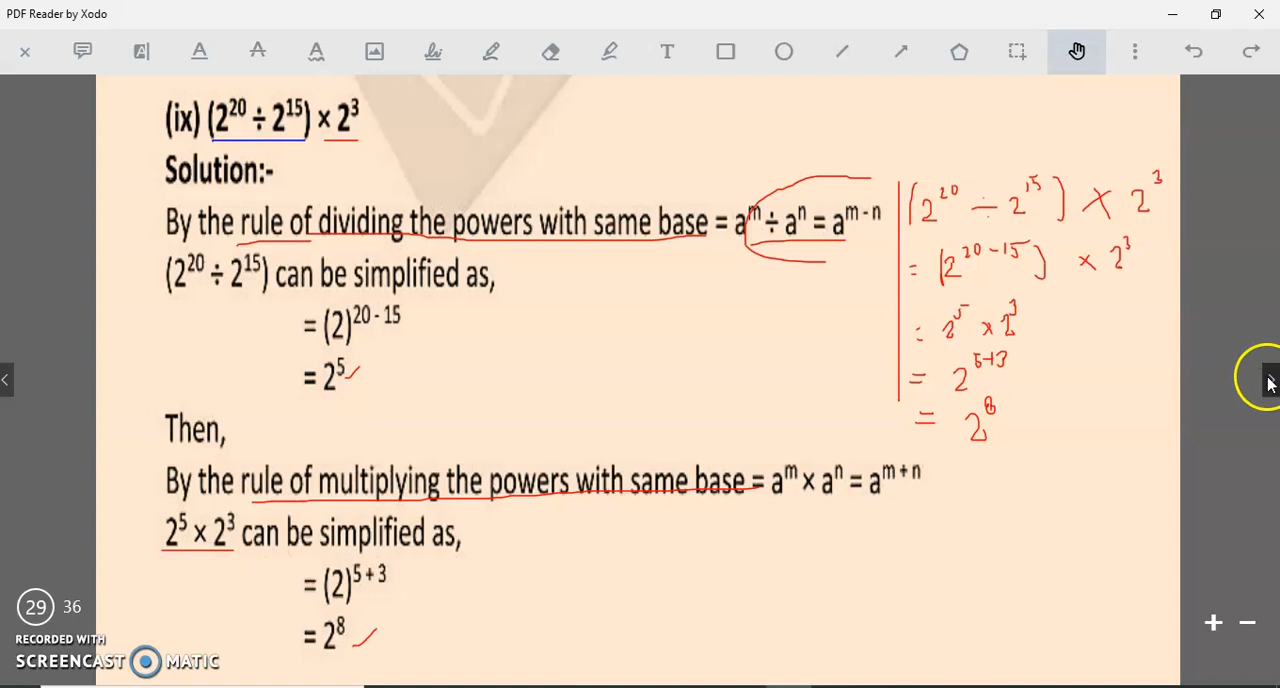 PDF Reader by Xodo
(ix) (2²⁰ ÷ 2¹⁵) × 2³
Solution:-
By the rule of dividing the powers with same base = aᵐ ÷ aⁿ = aᵐ ⁻ ⁿ
(2²⁰ ÷ 2¹⁵) can be simplified as,
= (2)²⁰ ⁻ ¹⁵
= 2⁵
Then,
By the rule of multiplying the powers with same base = aᵐ × aⁿ = aᵐ ⁺ ⁿ
2⁵ × 2³ can be simplified as,
= (2)⁵ ⁺ ³
= 2⁸
(2²⁰ ÷ 2¹⁵) × 2³
= (2²⁰⁻¹⁵) × 2³
= 2⁵ × 2³
= 2⁵⁺³
= 2⁸
29 36
RECORDED WITH
SCREENCAST MATIC